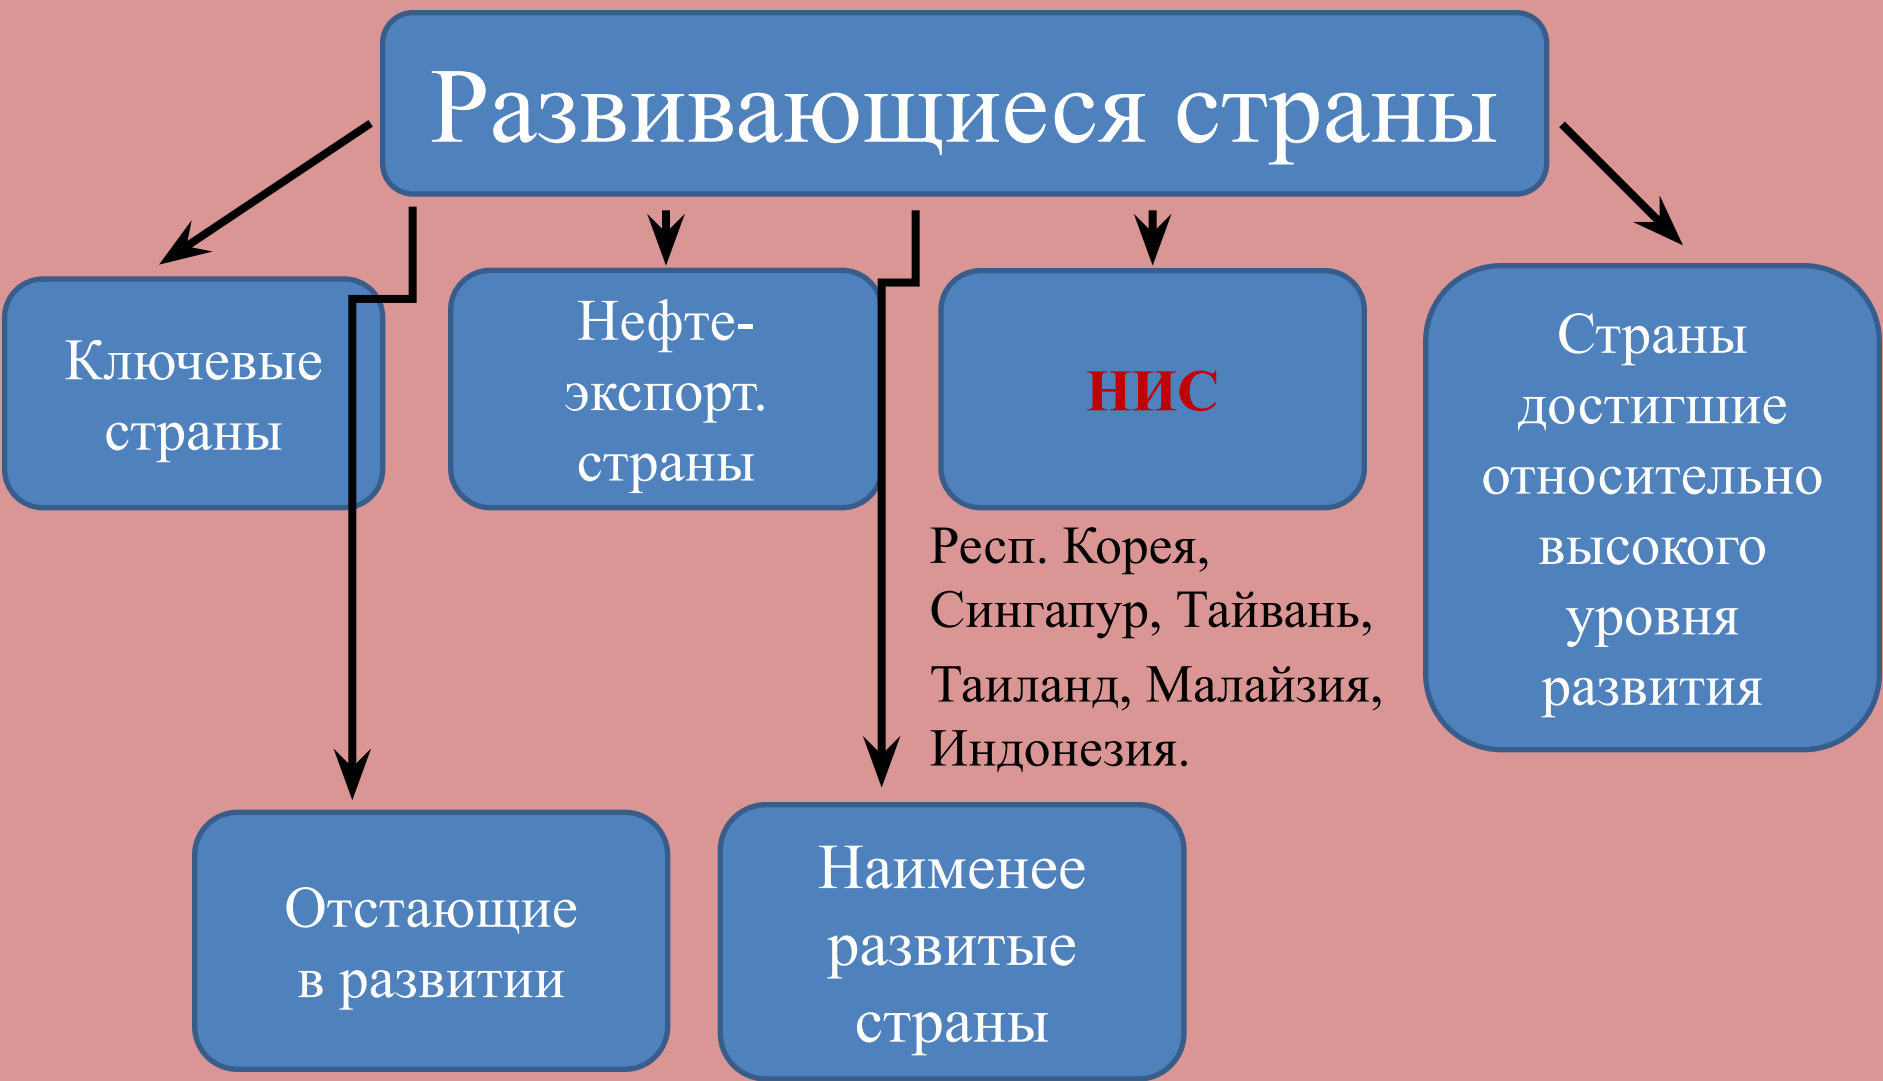 Развивающиеся страны
Ключевые
страны
Нефте-
экспорт.
страны
НИС
Респ. Корея,
Сингапур, Тайвань,
Таиланд, Малайзия,
Индонезия.
Страны
достигшие
относительно
высокого
уровня
развития
Отстающие
в развитии
Наименее
развитые
страны